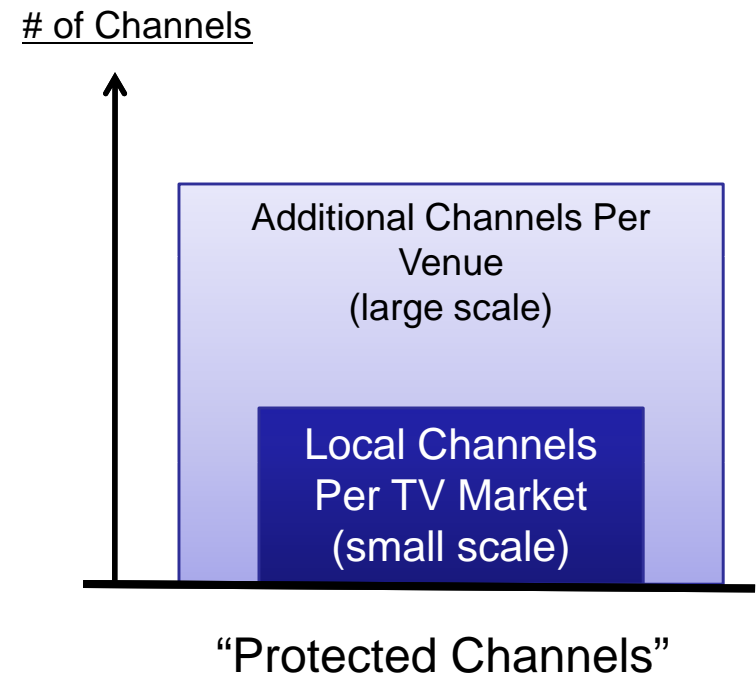 # of Channels
Additional Channels Per
Venue
(large scale)
Local Channels
Per TV Market
(small scale)
“Protected Channels”